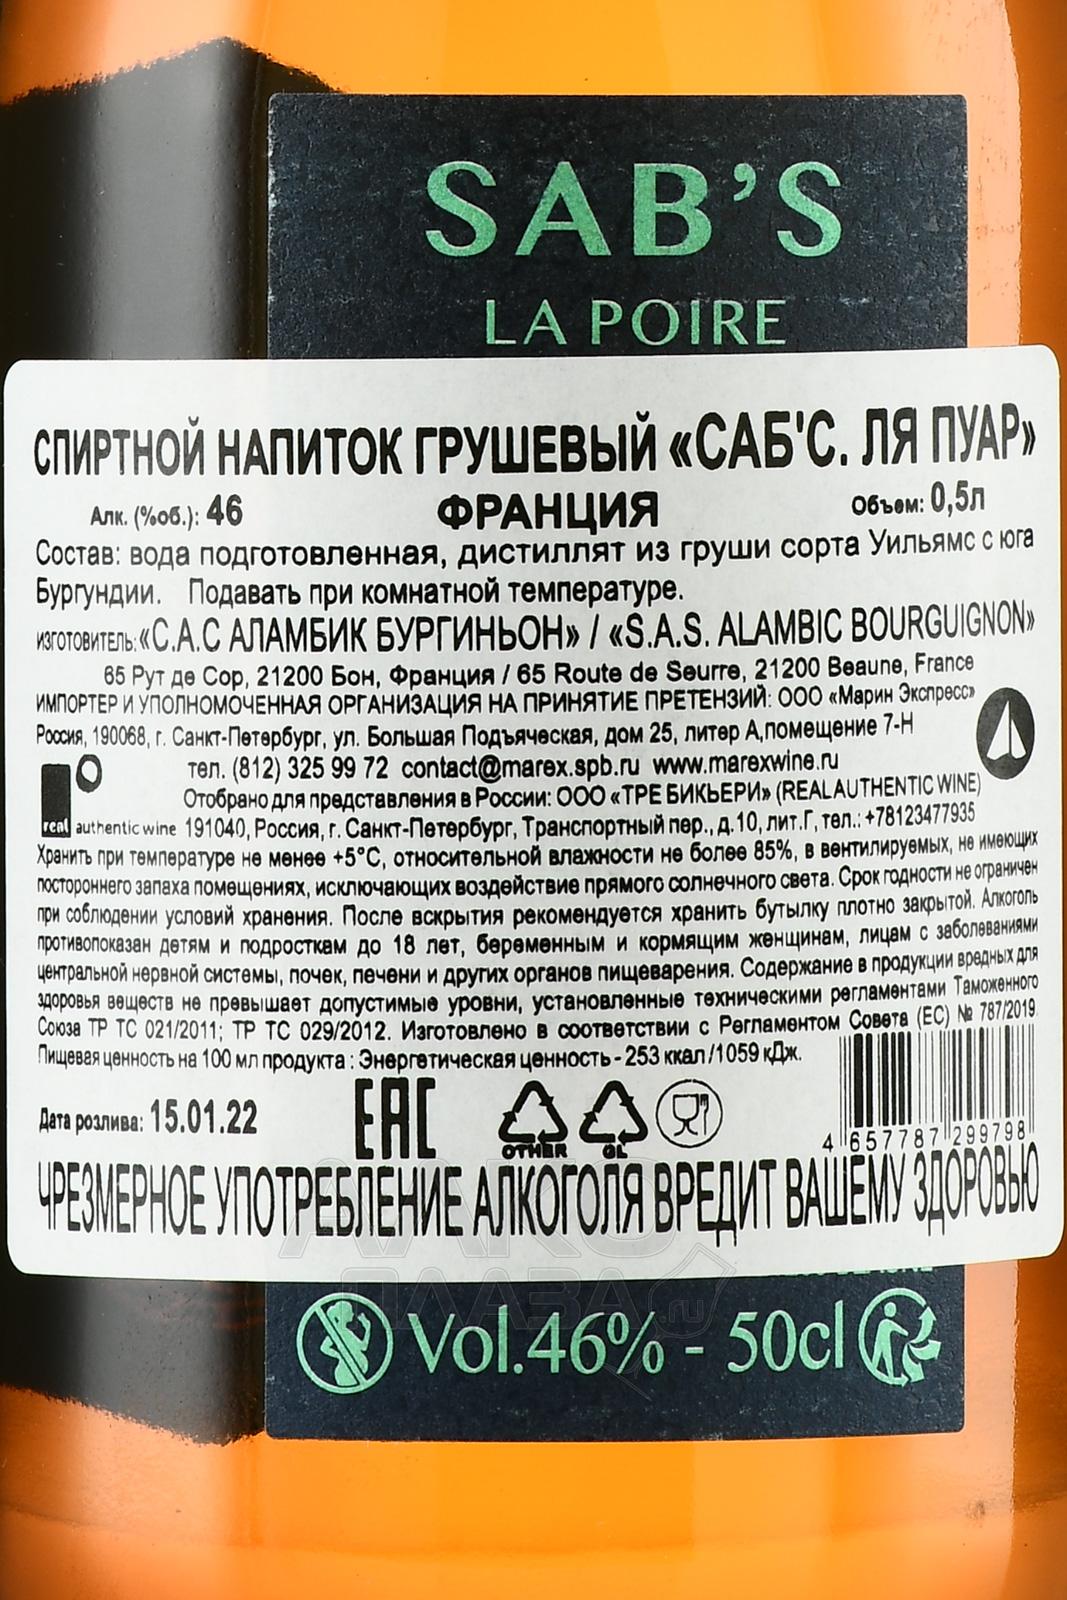 SAB'S
LA POIRE
СПИРТНОЙ НАПИТОК ГРУШЕВЫЙ «САБ'С. ЛЯ ПУАР»
Алк. (%об.): 46 ФРАНЦИЯ Объем: 0,5л
Состав: вода подготовленная, дистиллят из груши сорта Уильямс с юга
Бургундии. Подавать при комнатной температуре.
ИЗГОТОВИТЕЛЬ: «С.А.С АЛАМБИК БУРГИНЬОН» / «S.A.S. ALAMBIC BOURGUIGNON»
65 Рут де Сор, 21200 Бон, Франция / 65 Route de Seurre, 21200 Beaune, France
ИМПОРТЕР И УПОЛНОМОЧЕННАЯ ОРГАНИЗАЦИЯ НА ПРИНЯТИЕ ПРЕТЕНЗИЙ: ООО «Марин Экспресс»
Россия, 190068, г. Санкт-Петербург, ул. Большая Подъяческая, дом 25, литер А,помещение 7-Н
тел. (812) 325 99 72 contact@marex.spb.ru www.marexwine.ru
Отобрано для представления в России: ООО «ТРЕ БИКЬЕРИ» (REAL AUTHENTIC WINE)
real authentic wine 191040, Россия, г. Санкт-Петербург, Транспортный пер., д.10, лит.Г, тел.: +78123477935
Хранить при температуре не менее +5°С, относительной влажности не более 85%, в вентилируемых, не имеющих
постороннего запаха помещениях, исключающих воздействие прямого солнечного света. Срок годности не ограничен
при соблюдении условий хранения. После вскрытия рекомендуется хранить бутылку плотно закрытой. Алкоголь
противопоказан детям и подросткам до 18 лет, беременным и кормящим женщинам, лицам с заболеваниями
центральной нервной системы, почек, печени и других органов пищеварения. Содержание в продукции вредных для
здоровья веществ не превышает допустимые уровни, установленные техническими регламентами Таможенного
Союза ТР ТС 021/2011; ТР ТС 029/2012. Изготовлено в соответствии с Регламентом Совета (ЕС) № 787/2019.
Пищевая ценность на 100 мл продукта : Энергетическая ценность - 253 ккал /1059 кДж.
Дата розлива: 15.01.22 EAC OTHER GL
4 657787 299798
ЧРЕЗМЕРНОЕ УПОТРЕБЛЕНИЕ АЛКОГОЛЯ ВРЕДИТ ВАШЕМУ ЗДОРОВЬЮ
АЛКО
ПЛАЗА .ru
Vol.46% - 50cl